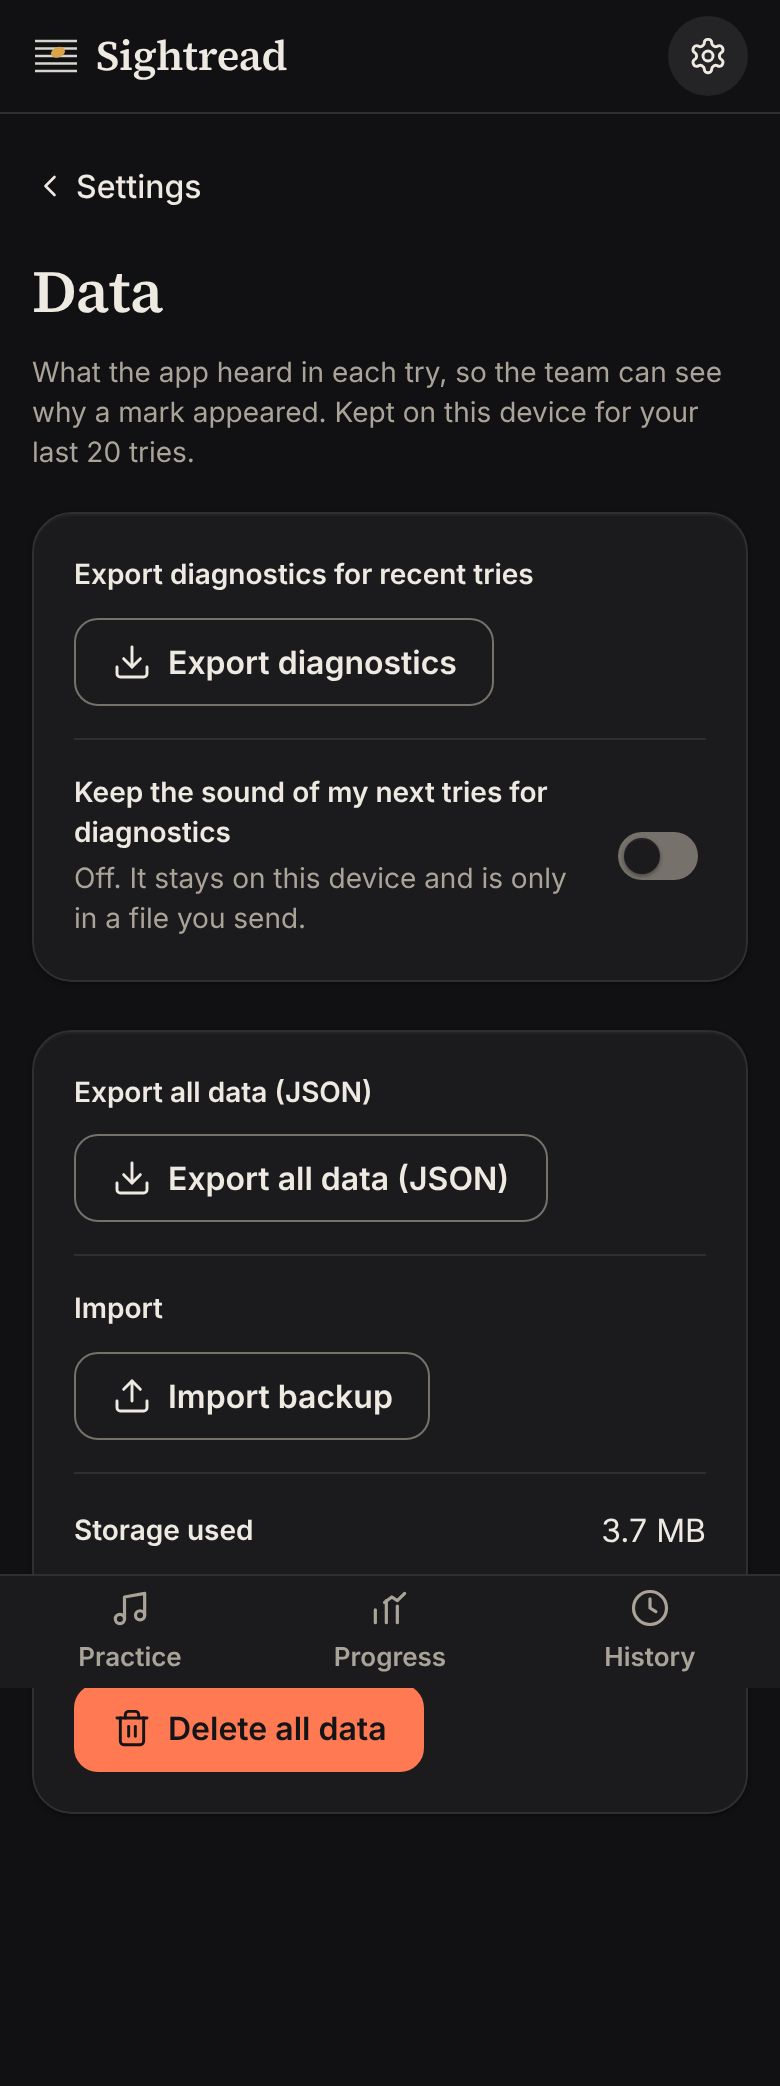 Sightread
Settings
Data
What the app heard in each try, so the team can see
why a mark appeared. Kept on this device for your
last 20 tries.
Export diagnostics for recent tries
Export diagnostics
Keep the sound of my next tries for
diagnostics
Off. It stays on this device and is only
in a file you send.
Export all data (JSON)
Export all data (JSON)
Import
Import backup
Storage used 3.7 MB
Practice Progress History
Delete all data